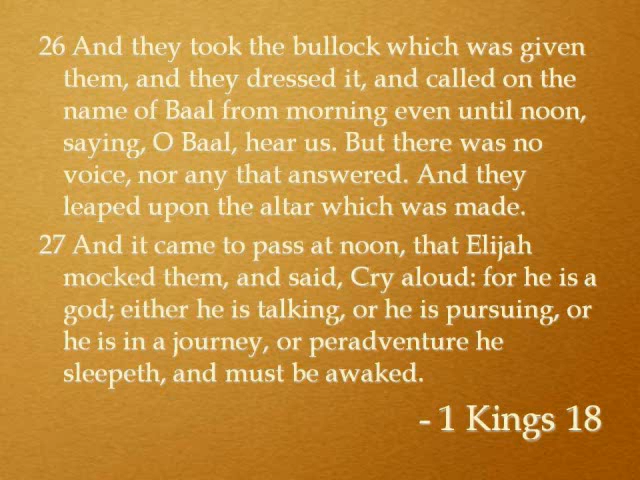 26 And they took the bullock which was given
them, and they dressed it, and called on the
name of Baal from morning even until noon,
saying, O Baal, hear us. But there was no
voice, nor any that answered. And they
leaped upon the altar which was made.
27 And it came to pass at noon, that Elijah
mocked them, and said, Cry aloud: for he is a
god; either he is talking, or he is pursuing, or
he is in a journey, or peradventure he
sleepeth, and must be awaked.
- 1 Kings 18